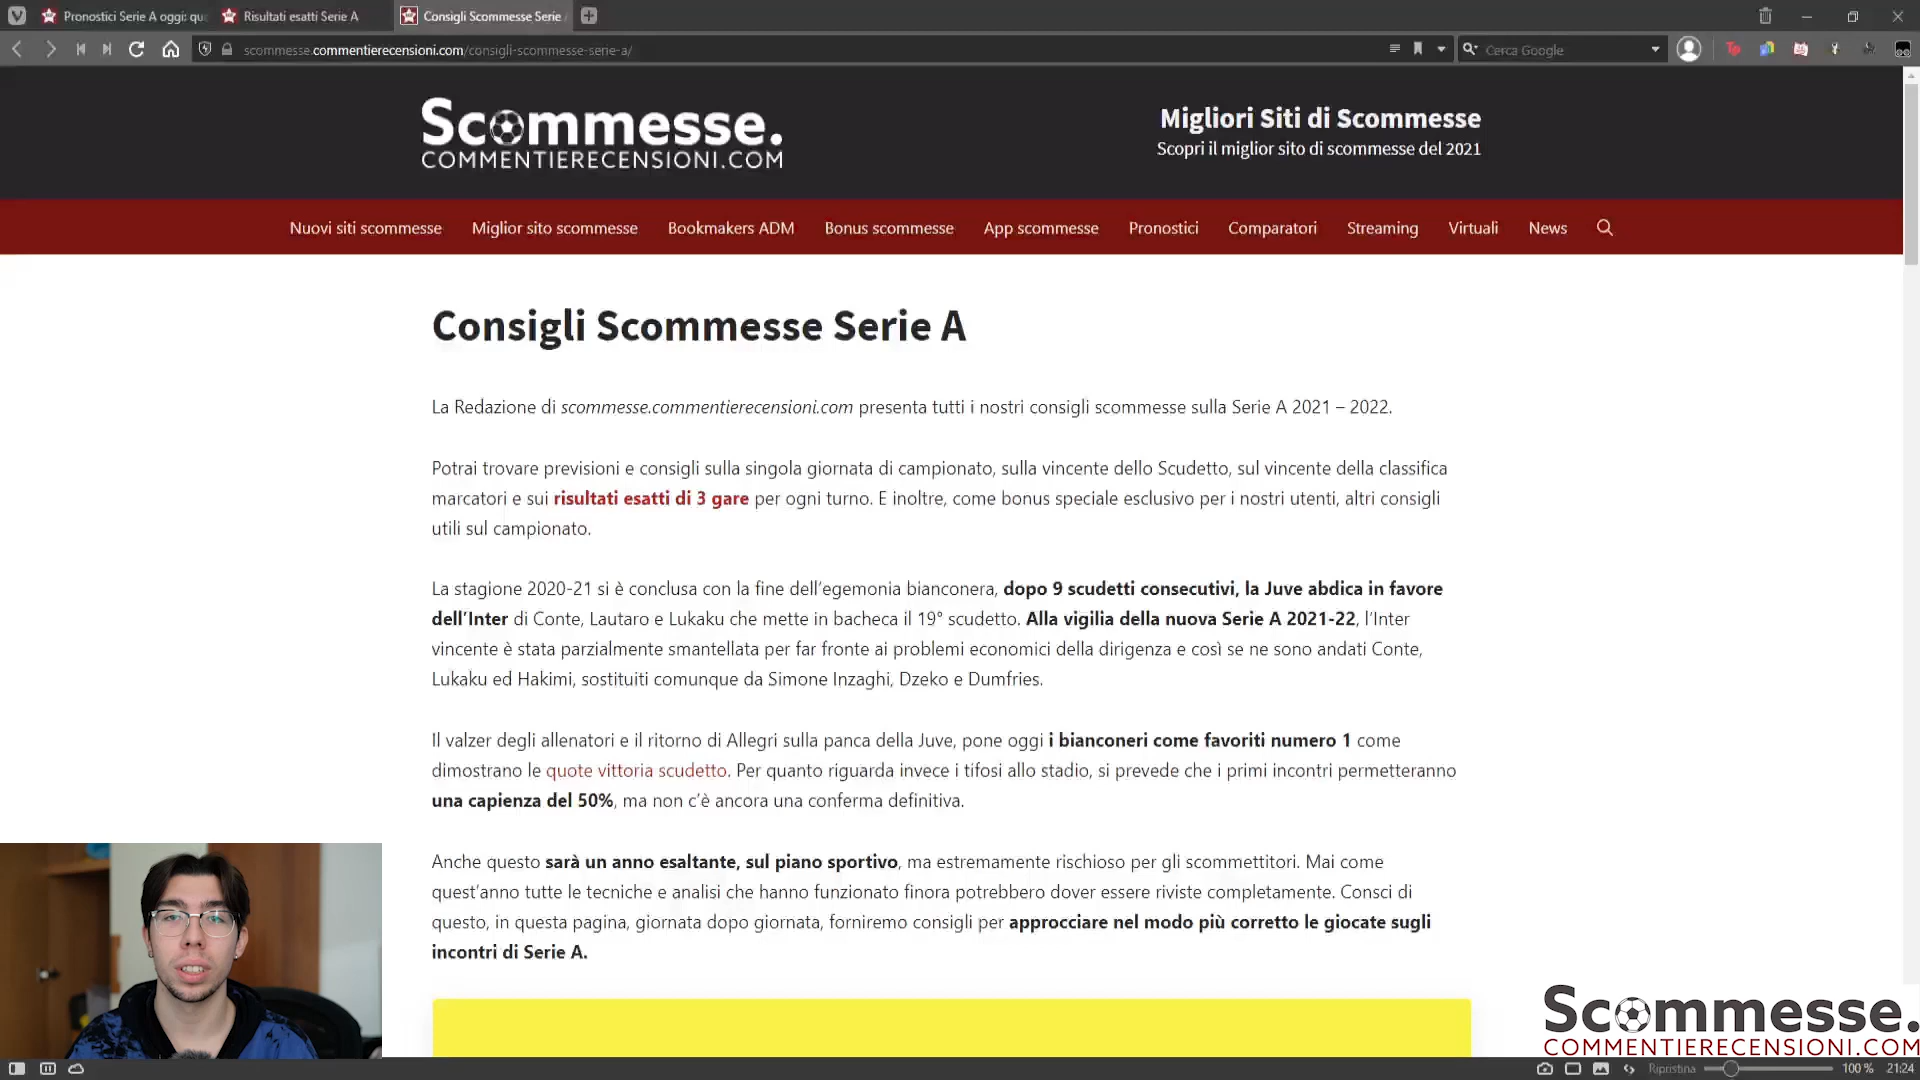 Pronostici Serie A oggi: qu
Risultati esatti Serie A
Consigli Scommesse Serie A
scommesse.commentierecensioni.com/consigli-scommesse-serie-a/
Cerca Google
Scommesse.
COMMENTIERECENSIONI.COM
Migliori Siti di Scommesse
Scopri il miglior sito di scommesse del 2021
Nuovi siti scommesse
Miglior sito scommesse
Bookmakers ADM
Bonus scommesse
App scommesse
Pronostici
Comparatori
Streaming
Virtuali
News
Consigli Scommesse Serie A
La Redazione di scommesse.commentierecensioni.com presenta tutti i nostri consigli scommesse sulla Serie A 2021 – 2022.
Potrai trovare previsioni e consigli sulla singola giornata di campionato, sulla vincente dello Scudetto, sul vincente della classifica
marcatori e sui risultati esatti di 3 gare per ogni turno. E inoltre, come bonus speciale esclusivo per i nostri utenti, altri consigli
utili sul campionato.
La stagione 2020-21 si è conclusa con la fine dell’egemonia bianconera, dopo 9 scudetti consecutivi, la Juve abdica in favore
dell’Inter di Conte, Lautaro e Lukaku che mette in bacheca il 19° scudetto. Alla vigilia della nuova Serie A 2021-22, l’Inter
vincente è stata parzialmente smantellata per far fronte ai problemi economici della dirigenza e così se ne sono andati Conte,
Lukaku ed Hakimi, sostituiti comunque da Simone Inzaghi, Dzeko e Dumfries.
Il valzer degli allenatori e il ritorno di Allegri sulla panca della Juve, pone oggi i bianconeri come favoriti numero 1 come
dimostrano le quote vittoria scudetto. Per quanto riguarda invece i tifosi allo stadio, si prevede che i primi incontri permetteranno
una capienza del 50%, ma non c’è ancora una conferma definitiva.
Anche questo sarà un anno esaltante, sul piano sportivo, ma estremamente rischioso per gli scommettitori. Mai come
quest’anno tutte le tecniche e analisi che hanno funzionato finora potrebbero dover essere riviste completamente. Consci di
questo, in questa pagina, giornata dopo giornata, forniremo consigli per approcciare nel modo più corretto le giocate sugli
incontri di Serie A.
Scommesse.
COMMENTIERECENSIONI.COM
Ripristina
100 %
21:24